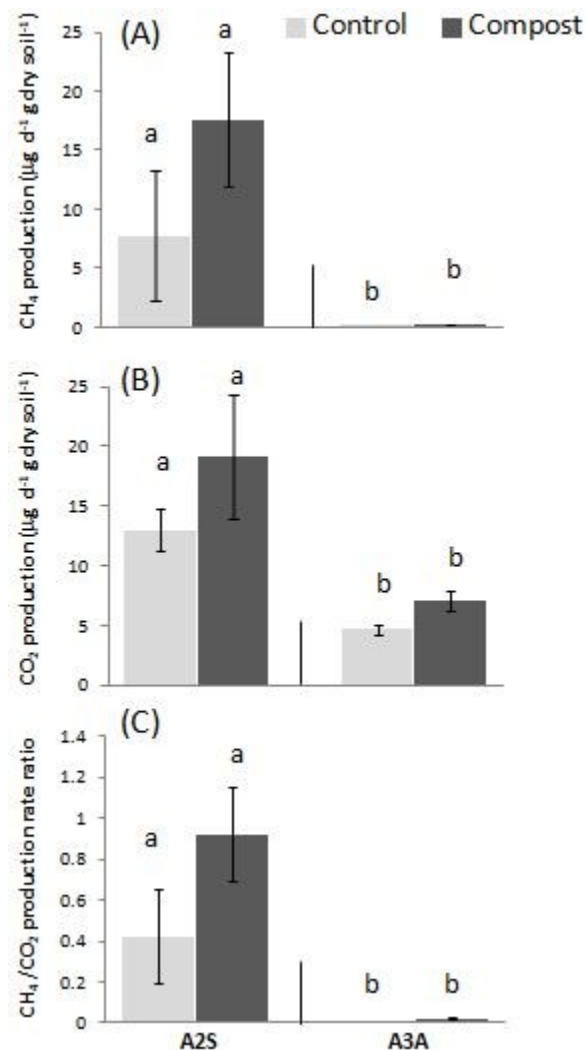 (A)
Control
Compost
CH₄ production (µg d⁻¹ gdry soil⁻¹)
25
20
15
10
5
0
a
a
b
b
(B)
CO₂ production (µg d⁻¹ gdry soil⁻¹)
25
20
15
10
5
0
a
a
b
b
(C)
CH₄ /CO₂ production rate ratio
1.4
1.2
1
0.8
0.6
0.4
0.2
0
a
a
b
b
A2S
A3A